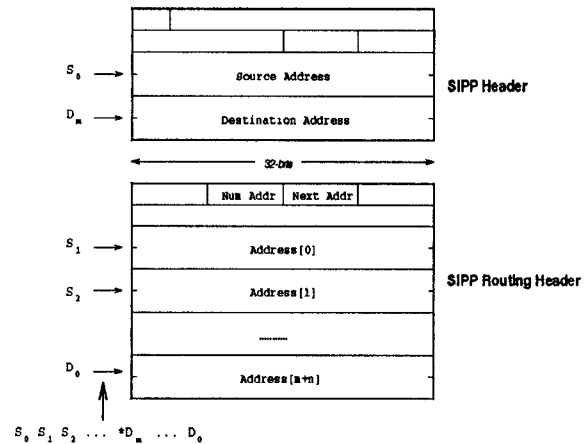 S0
Source Address
SIPP Header
Dm
Destination Address
32-bits
Num Addr
Next Addr
S1
Address[0]
SIPP Routing Header
S2
Address[1]
..........
D0
Address[m+n]
S0 S1 S2 ... *Dm ... D0